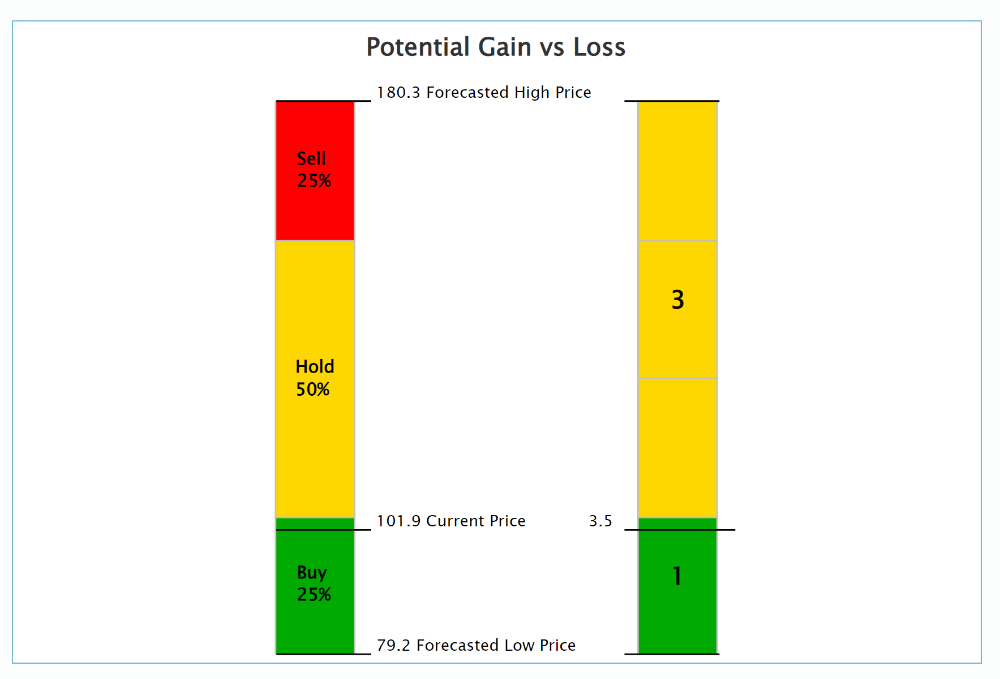 Potential Gain vs Loss
180.3 Forecasted High Price
Sell
25%
3
Hold
50%
101.9 Current Price
3.5
Buy
25%
1
79.2 Forecasted Low Price